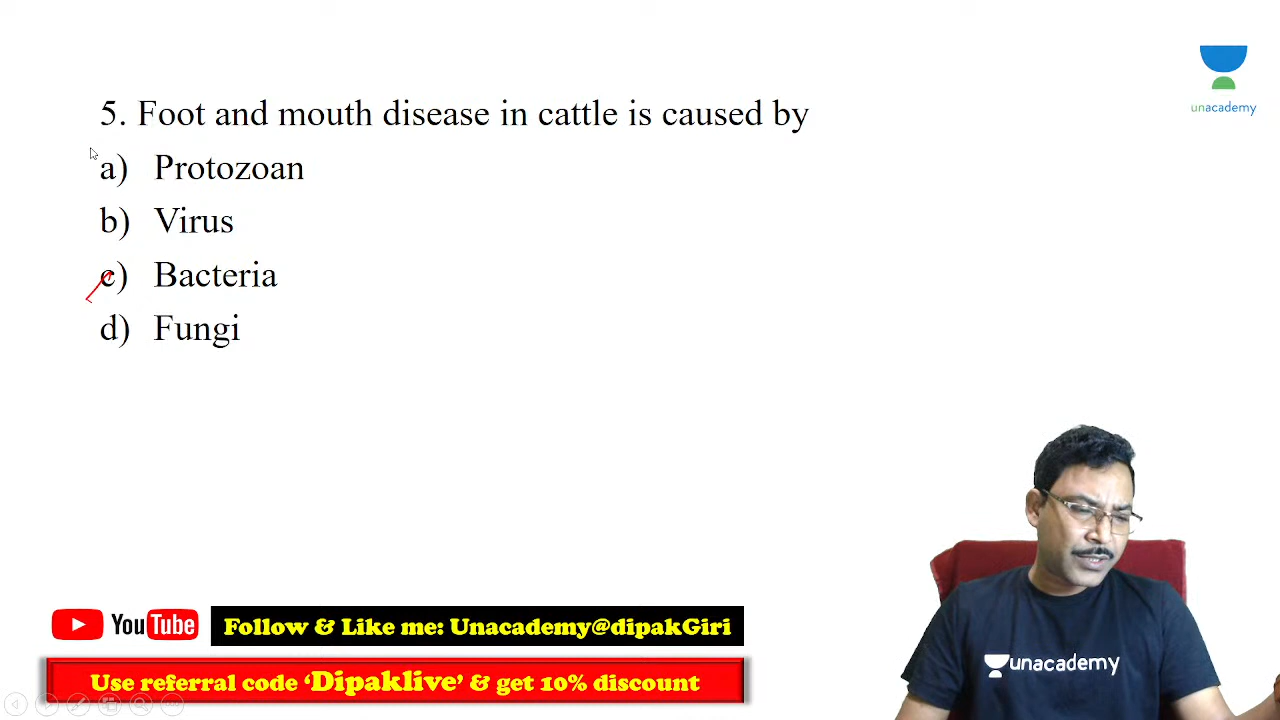 unacademy
5. Foot and mouth disease in cattle is caused by
a) Protozoan
b) Virus
c) Bacteria
d) Fungi
unacademy
YouTube
Follow & Like me: Unacademy@dipakGiri
Use referral code ‘Dipaklive’ & get 10% discount